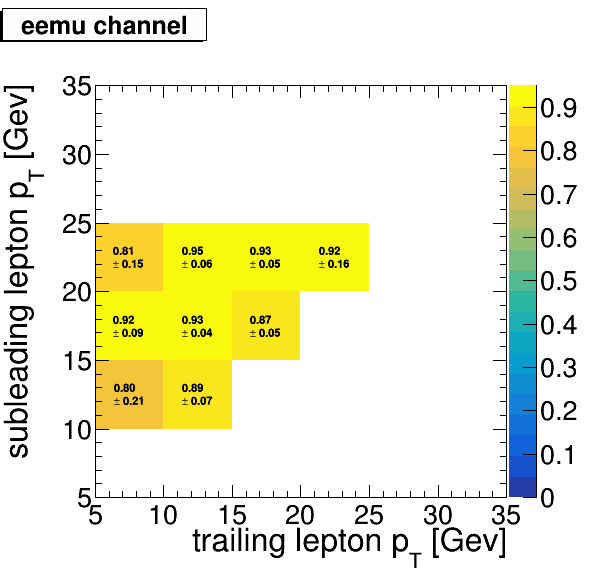 eemu channel
subleading lepton p_T [Gev]
35
30
25
20
15
10
5
0.81 0.95 0.93 0.92
± 0.15 ± 0.06 ± 0.05 ± 0.16
0.92 0.93 0.87
± 0.09 ± 0.04 ± 0.05
0.80 0.89
± 0.21 ± 0.07
5 10 15 20 25 30 35
trailing lepton p_T [Gev]
0.9
0.8
0.7
0.6
0.5
0.4
0.3
0.2
0.1
0